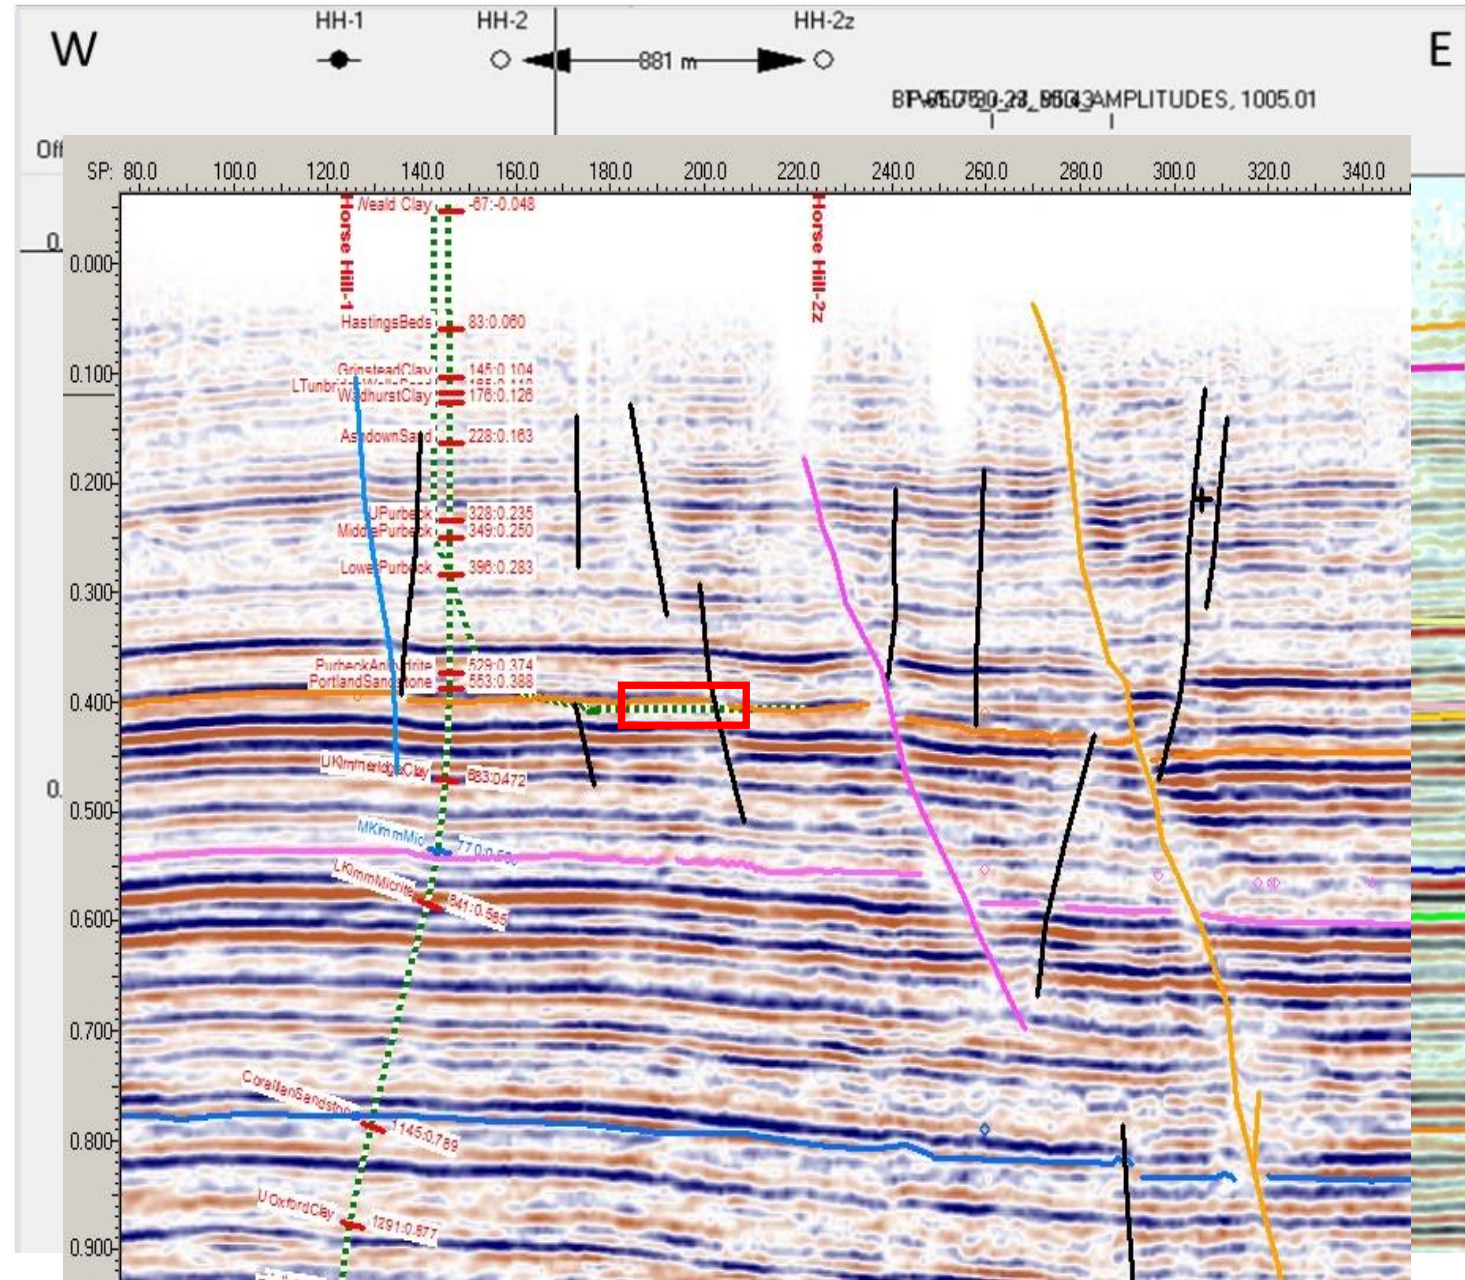 W
HH-1 HH-2 HH-2z
E
881 m
AMPLITUDES, 1005.01
Off
SP: 80.0 100.0 120.0 140.0 160.0 180.0 200.0 220.0 240.0 260.0 280.0 300.0 320.0 340.0
Horse Hill-1
Horse Hill-2z
Weald Clay -67:-0.048
0.
0.000
HastingsBeds 83:0.060
0.100
GrinsteadClay 145:0.104
WadhurstClay 176:0.126
AshdownSand 228:0.163
0.200
UPurbeck 328:0.235
MiddlePurbeck 349:0.250
LowerPurbeck 396:0.283
0.300
PurbeckAnhydrite 529:0.374
PortlandSandstone 553:0.388
0.400
UKimmeridgeClay 683:0.472
0.
0.500
MKimmMic
LKimmMicrite 841:0.585
0.600
0.700
CorallianSandstone 1145:0.789
0.800
UOxfordClay 1291:0.877
0.900